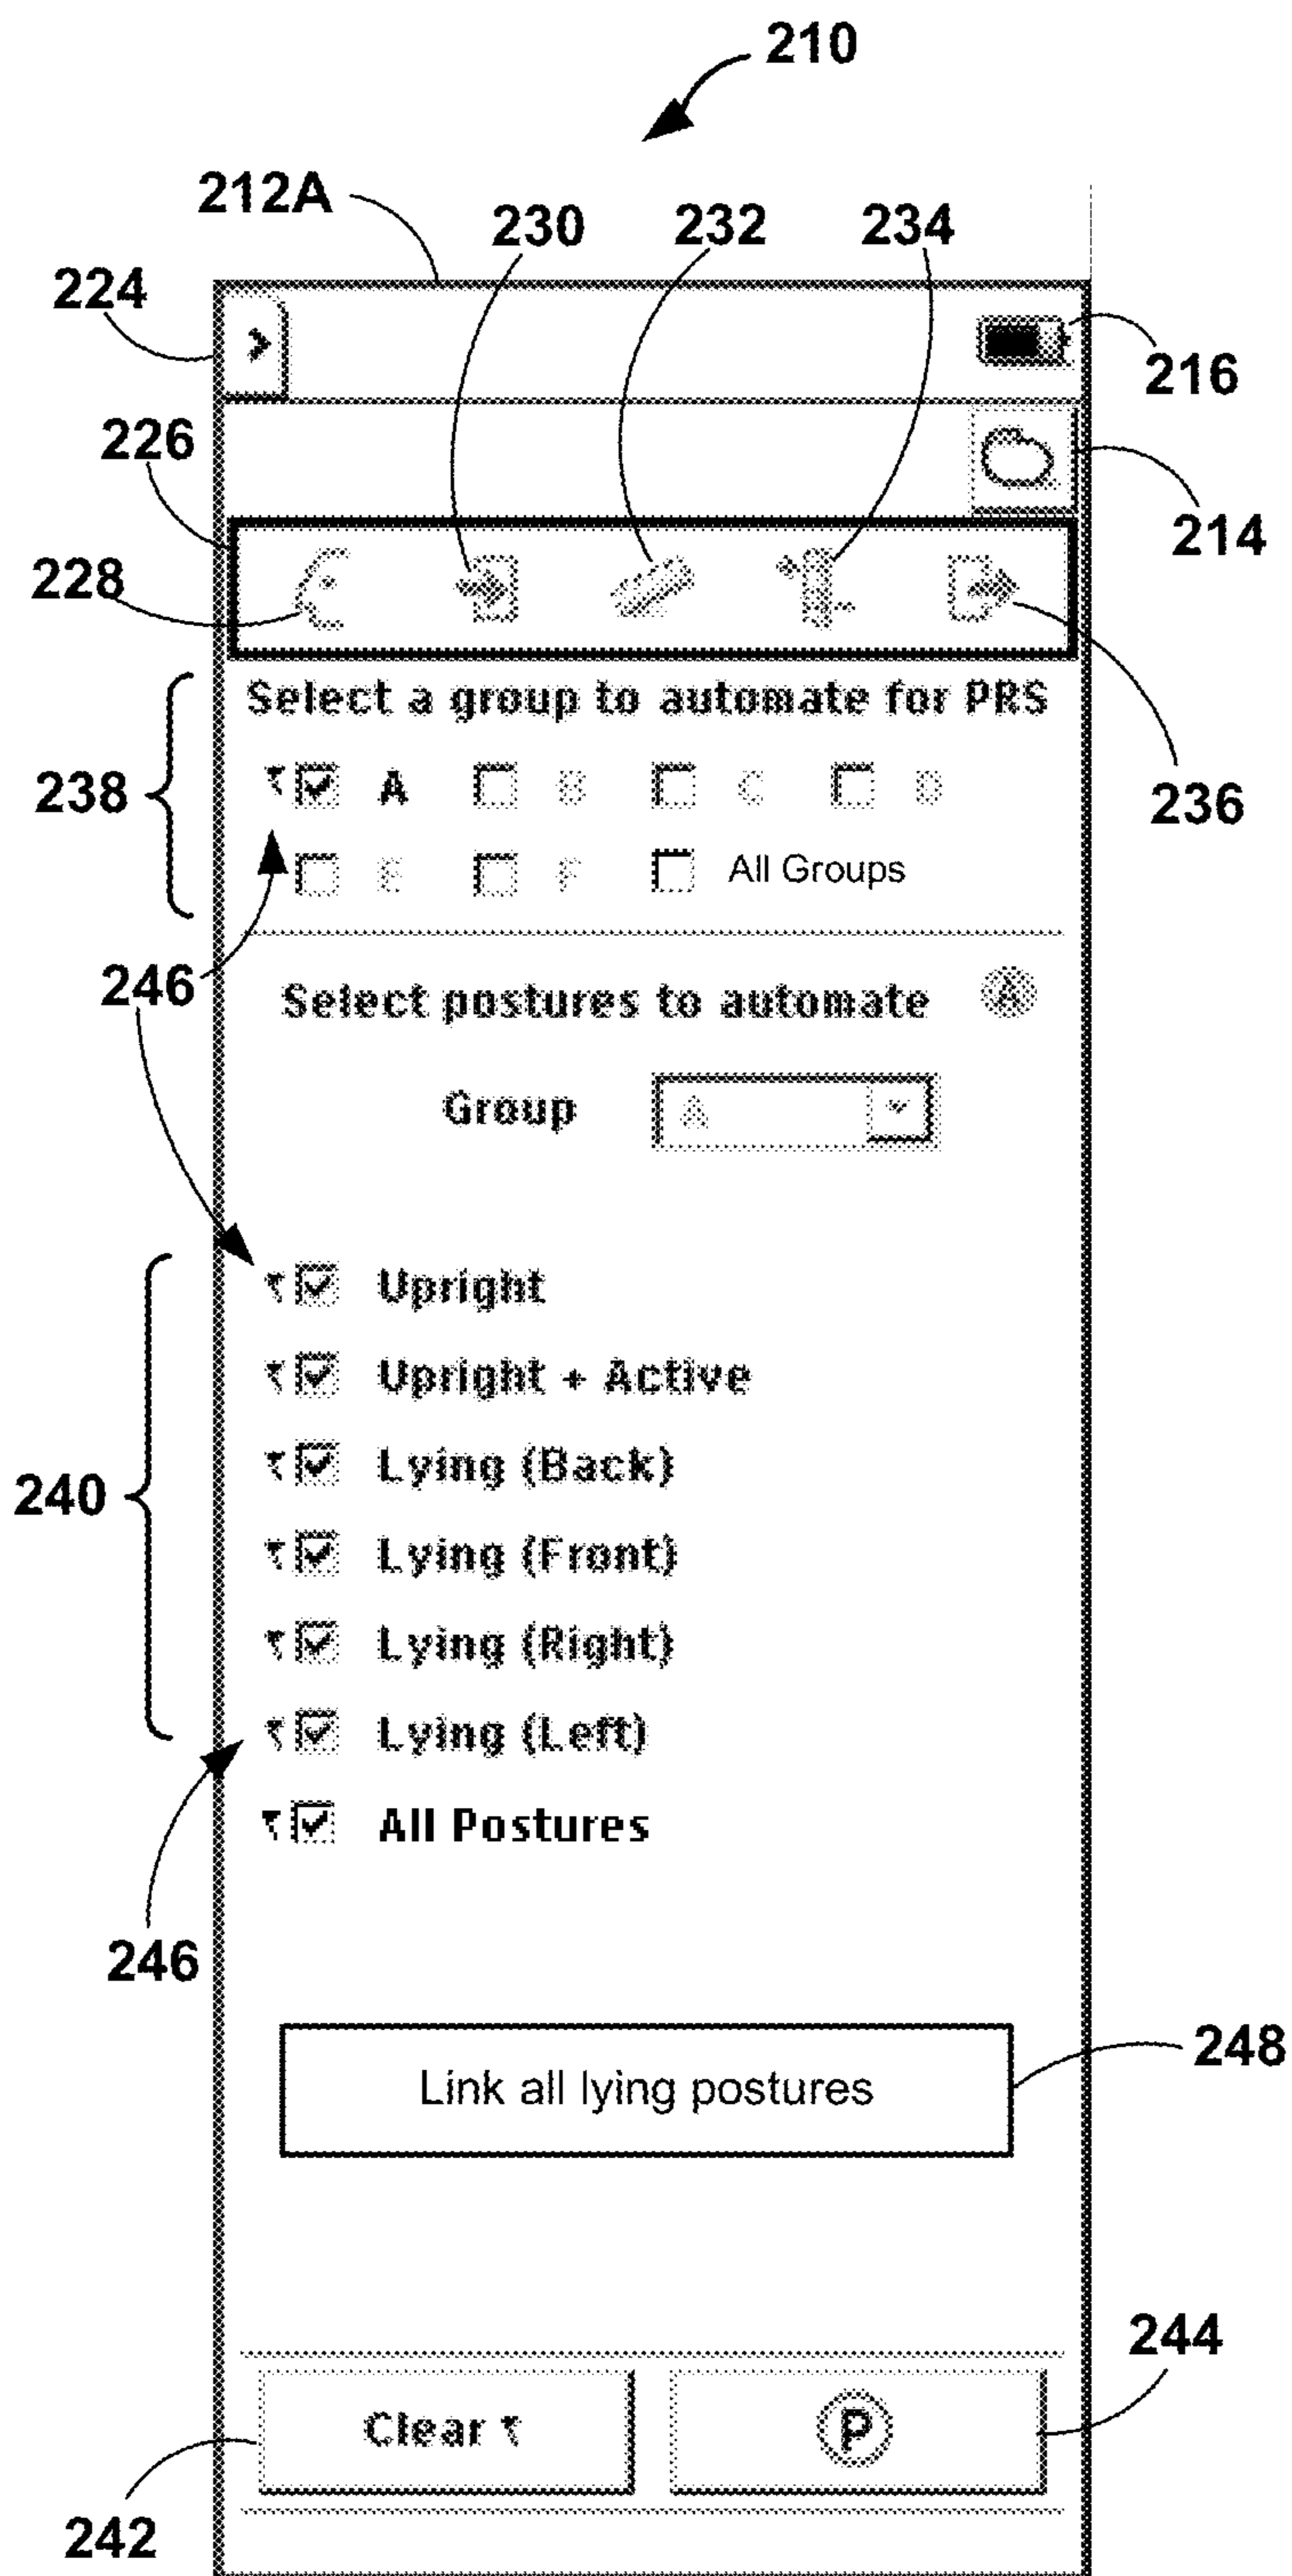 210
212A
230 232 234
224
216
226
214
228
Select a group to automate for PRS
238
A B C D
236
E F All Groups
246
Select postures to automate A
Group A
Upright
Upright + Active
Lying (Back)
240
Lying (Front)
Lying (Right)
Lying (Left)
All Postures
246
248
Link all lying postures
244
Clear
P
242